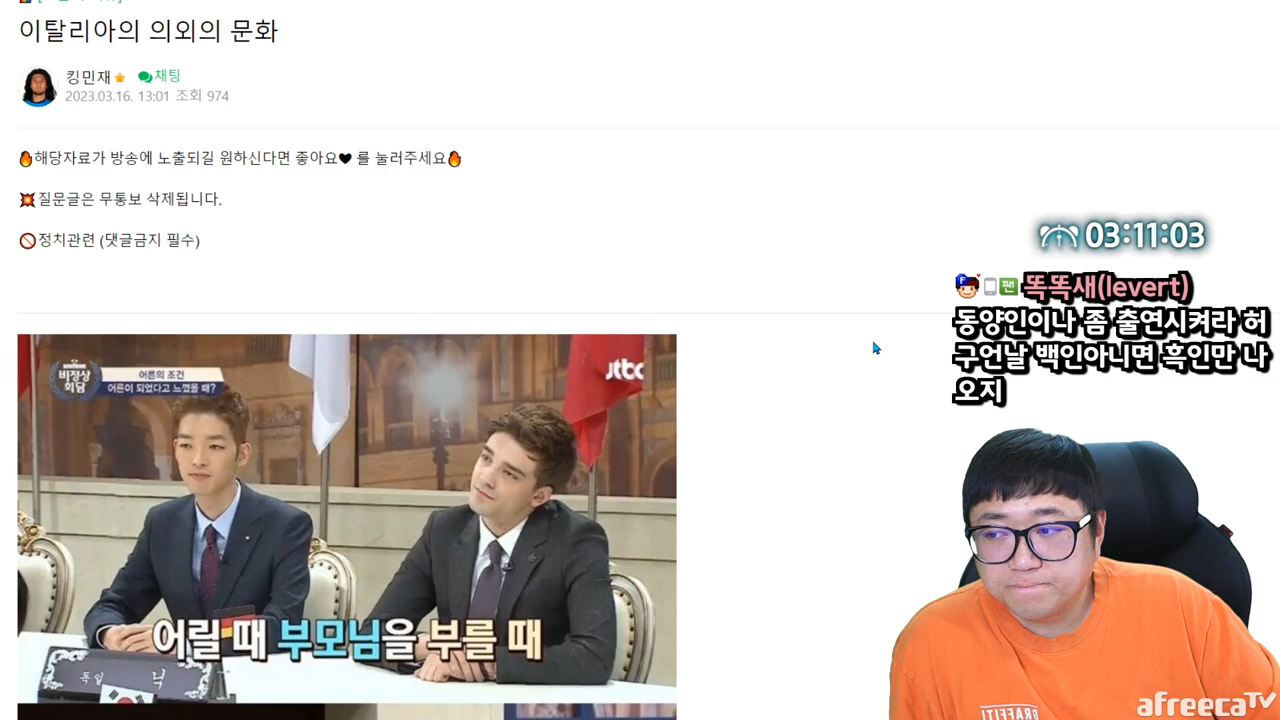 이탈리아의 의외의 문화
킹민재 채팅
2023.03.16. 13:01 조회 974
해당자료가 방송에 노출되길 원하신다면 좋아요🖤 를 눌러주세요
질문글은 무통보 삭제됩니다.
정치관련 (댓글금지 필수)
03:11:03
F 팬 똑똑새(levert)
동양인이나 좀 출연시켜라 허
구언날 백인아니면 흑인만 나
오지
비정상
회담
어른의 조건
어른이 되었다고 느꼈을 때?
jtbc
어릴 때 부모님을 부를 때
독일 닉
GRAFFITI
afreecaTV